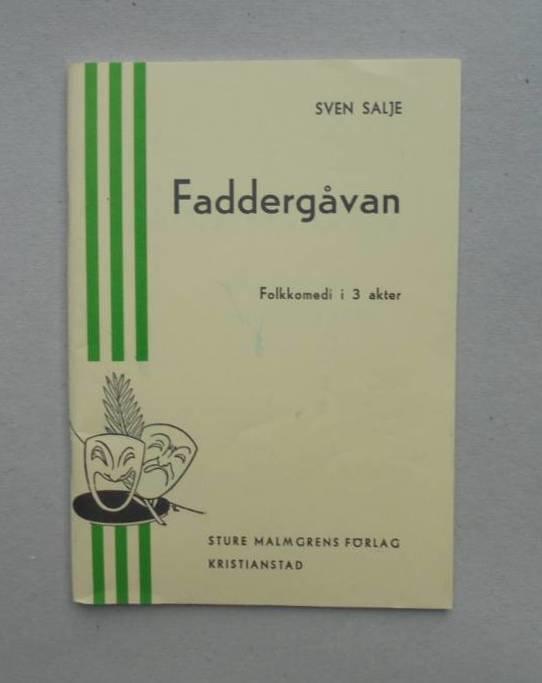 SVEN SALJE
Faddergåvan
Folkkomedi i 3 akter
STURE MALMGRENS FÖRLAG
KRISTIANSTAD